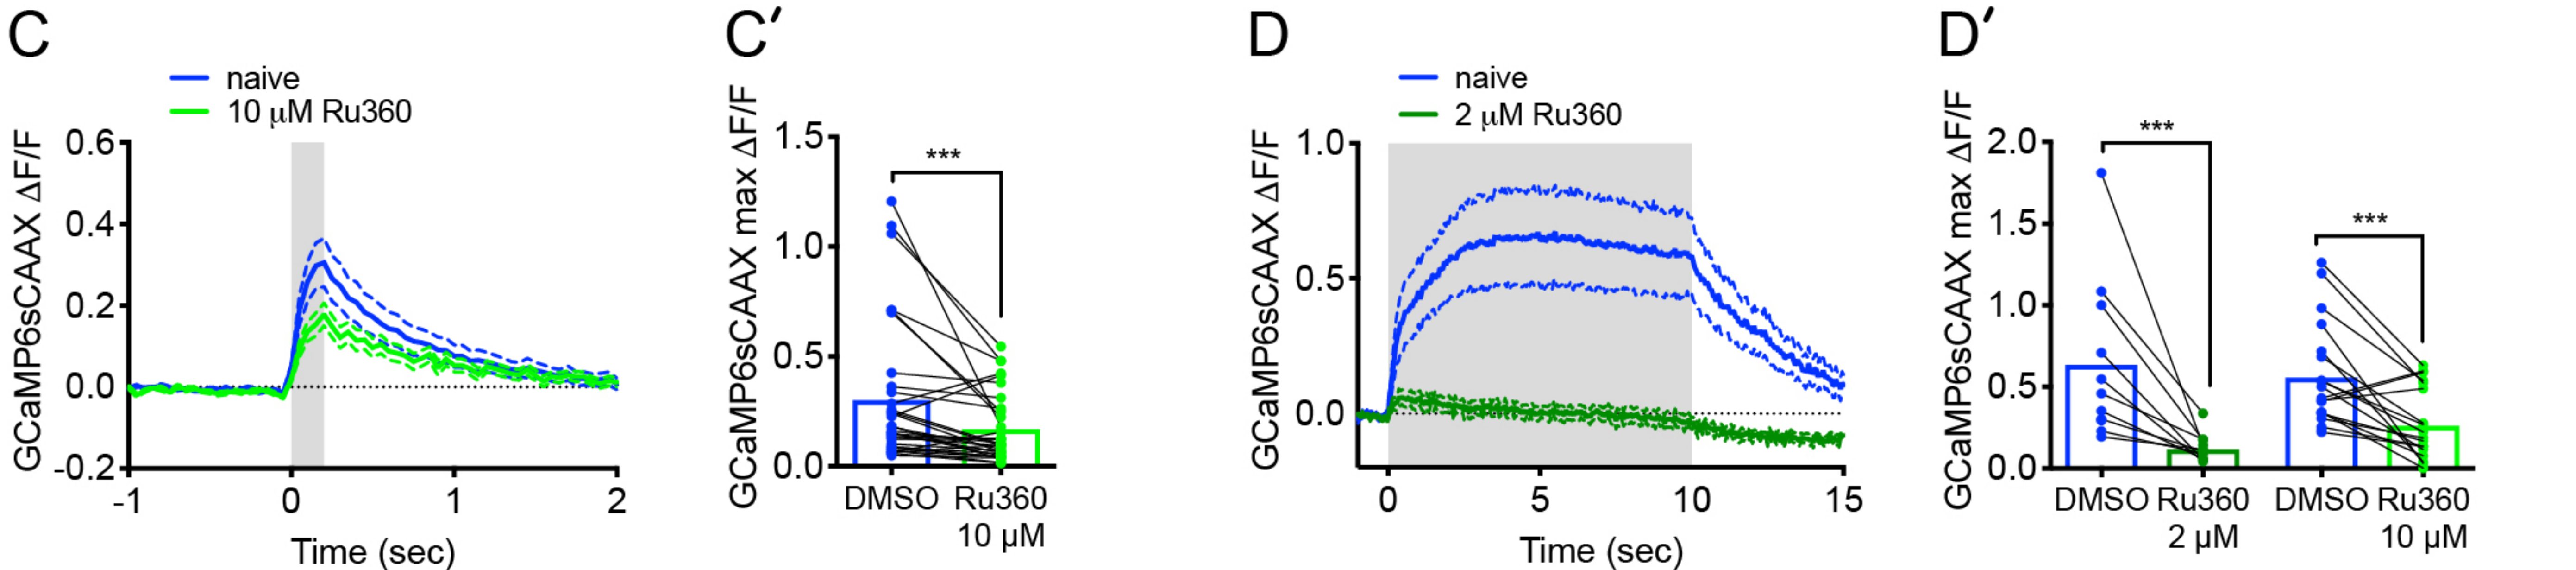 C
naive
10 μM Ru360
GCaMP6sCAAX ΔF/F
0.6
0.4
0.2
0.0
-0.2
-1
0
1
2
Time (sec)
C′
GCaMP6sCAAX max ΔF/F
1.5
1.0
0.5
0.0
***
DMSO
Ru360
10 μM
D
naive
2 μM Ru360
GCaMP6sCAAX ΔF/F
1.0
0.5
0.0
0
5
10
15
Time (sec)
D′
GCaMP6sCAAX max ΔF/F
2.0
1.5
1.0
0.5
0.0
***
***
DMSO
Ru360
2 μM
DMSO
Ru360
10 μM